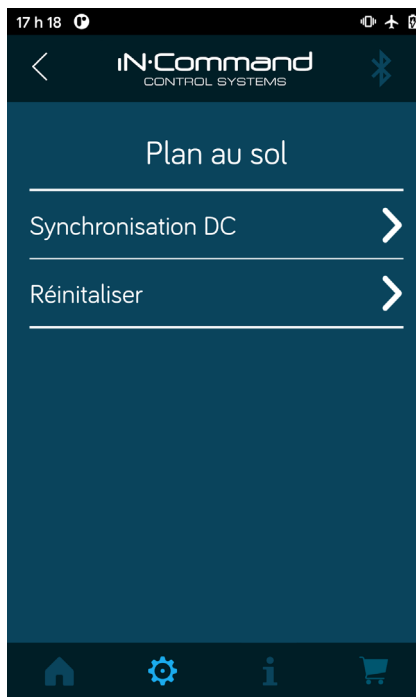 17 h 18
iN·Command
CONTROL SYSTEMS
Plan au sol
Synchronisation DC
Réinitaliser